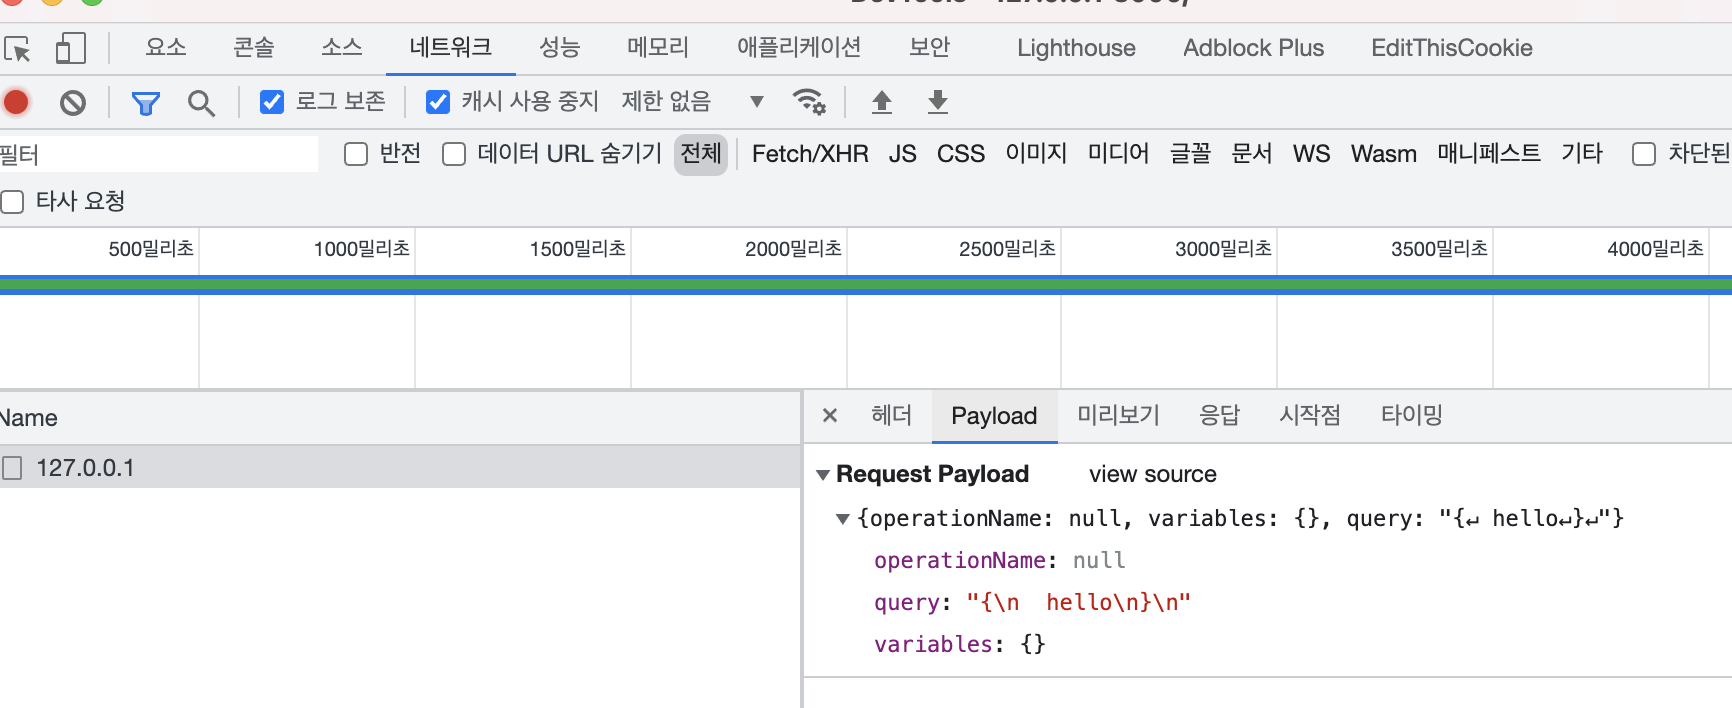 요소 콘솔 소스 네트워크 성능 메모리 애플리케이션 보안 Lighthouse Adblock Plus EditThisCookie
로그 보존 캐시 사용 중지 제한 없음
필터 반전 데이터 URL 숨기기 전체 Fetch/XHR JS CSS 이미지 미디어 글꼴 문서 WS Wasm 매니페스트 기타 차단된
타사 요청
500밀리초 1000밀리초 1500밀리초 2000밀리초 2500밀리초 3000밀리초 3500밀리초 4000밀리초
Name
127.0.0.1
× 헤더 Payload 미리보기 응답 시작점 타이밍
Request Payload view source
{operationName: null, variables: {}, query: "{↵ hello↵}↵"}
operationName: null
query: "{\n  hello\n}\n"
variables: {}